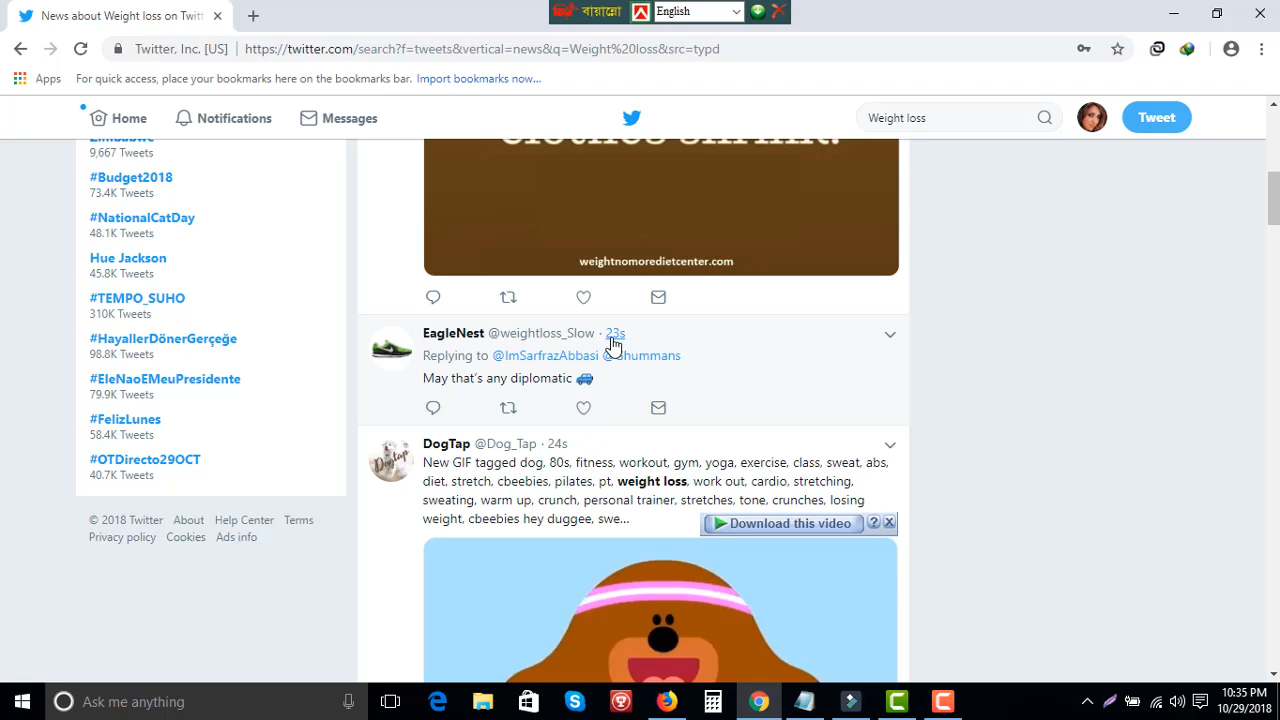 News about Weight loss on Twitt
বায়ান্নো
English
Twitter, Inc. [US]
https://twitter.com/search?f=tweets&vertical=news&q=Weight%20loss&src=typd
Apps
For quick access, place your bookmarks here on the bookmarks bar. Import bookmarks now...
Home
Notifications
Messages
Weight loss
Tweet
Zimbabwe
9,667 Tweets
#Budget2018
73.4K Tweets
#NationalCatDay
48.1K Tweets
Hue Jackson
45.8K Tweets
#TEMPO_SUHO
310K Tweets
#HayallerDönerGerçeğe
98.8K Tweets
#EleNaoEMeuPresidente
79.9K Tweets
#FelizLunes
58.4K Tweets
#OTDirecto29OCT
40.7K Tweets
© 2018 Twitter About Help Center Terms
Privacy policy Cookies Ads info
clothes shrink.
weightnomoredietcenter.com
EagleNest @weightloss_Slow · 23s
Replying to @ImSarfrazAbbasi
May that's any diplomatic
DogTap @Dog_Tap · 24s
New GIF tagged dog, 80s, fitness, workout, gym, yoga, exercise, class, sweat, abs,
diet, stretch, cbeebies, pilates, pt, weight loss, work out, cardio, stretching,
sweating, warm up, crunch, personal trainer, stretches, tone, crunches, losing
weight, cbeebies hey duggee, swe...
Download this video
DogTap
Ask me anything
10:35 PM
10/29/2018